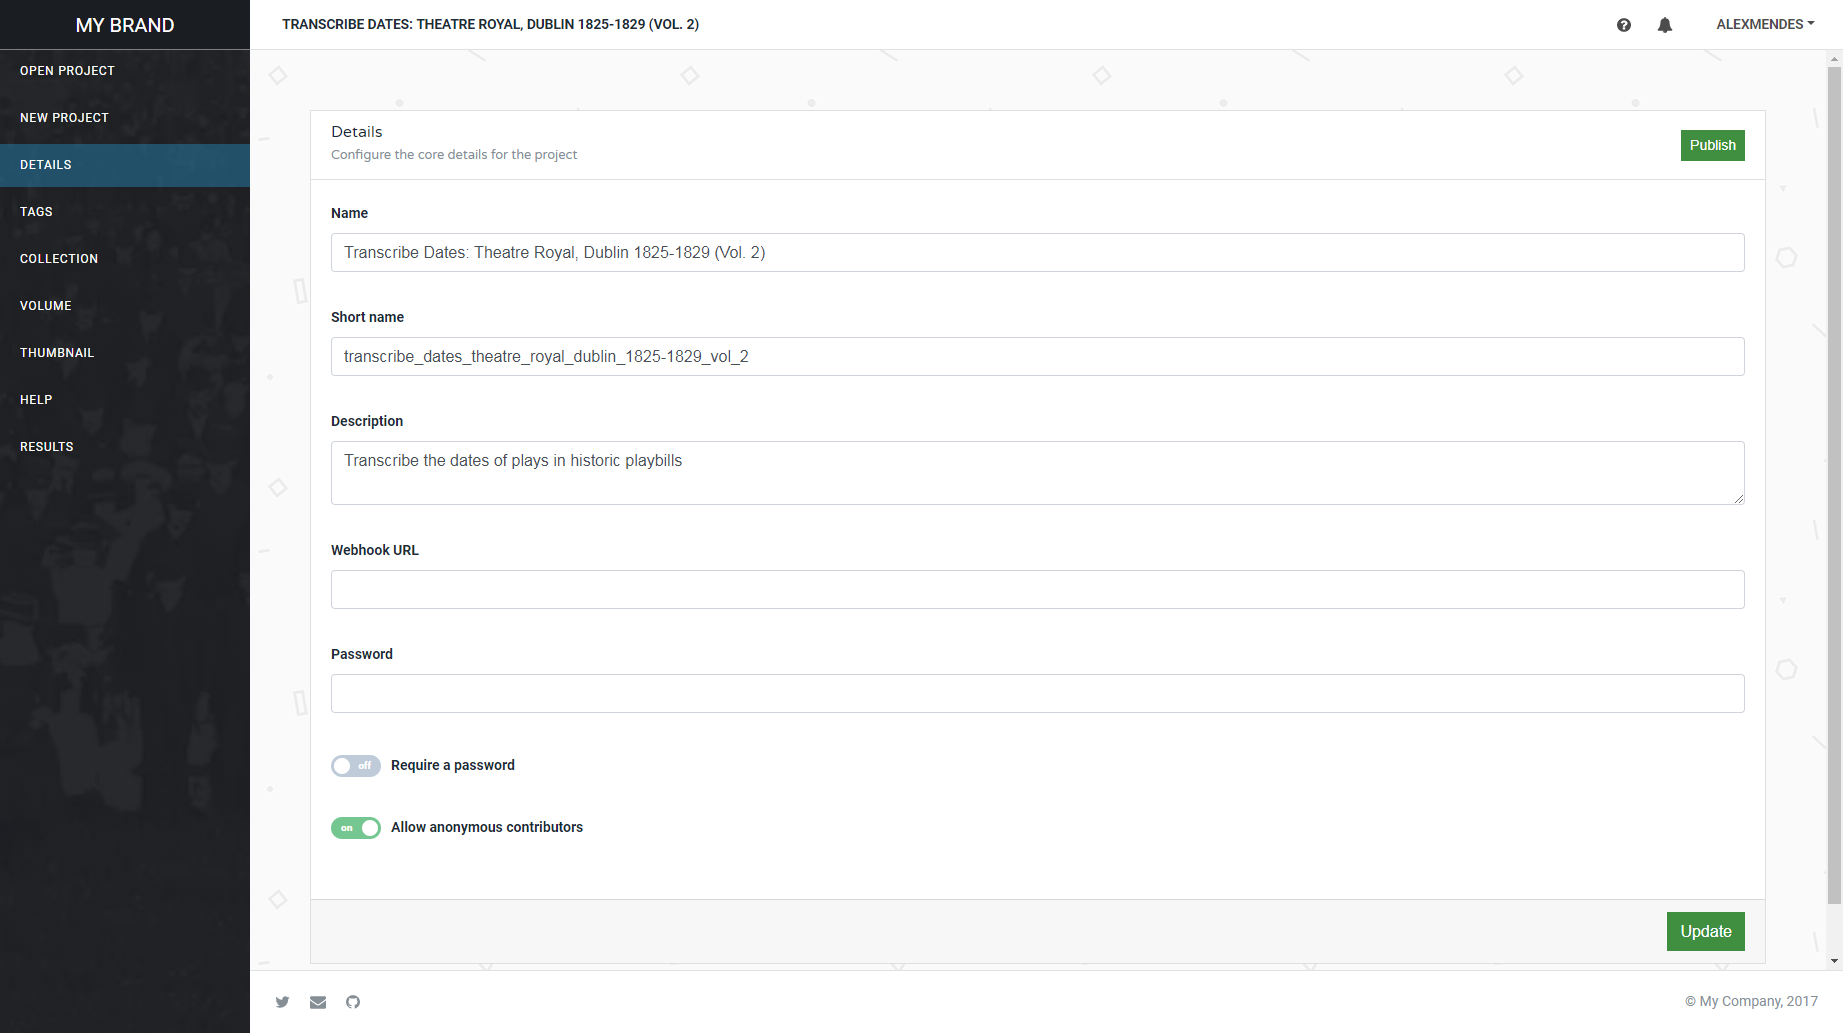 MY BRAND
TRANSCRIBE DATES: THEATRE ROYAL, DUBLIN 1825-1829 (VOL. 2)
ALEXMENDES
OPEN PROJECT
NEW PROJECT
DETAILS
TAGS
COLLECTION
VOLUME
THUMBNAIL
HELP
RESULTS
Details
Configure the core details for the project
Publish
Name
Transcribe Dates: Theatre Royal, Dublin 1825-1829 (Vol. 2)
Short name
transcribe_dates_theatre_royal_dublin_1825-1829_vol_2
Description
Transcribe the dates of plays in historic playbills
Webhook URL
Password
off Require a password
on Allow anonymous contributors
Update
© My Company, 2017